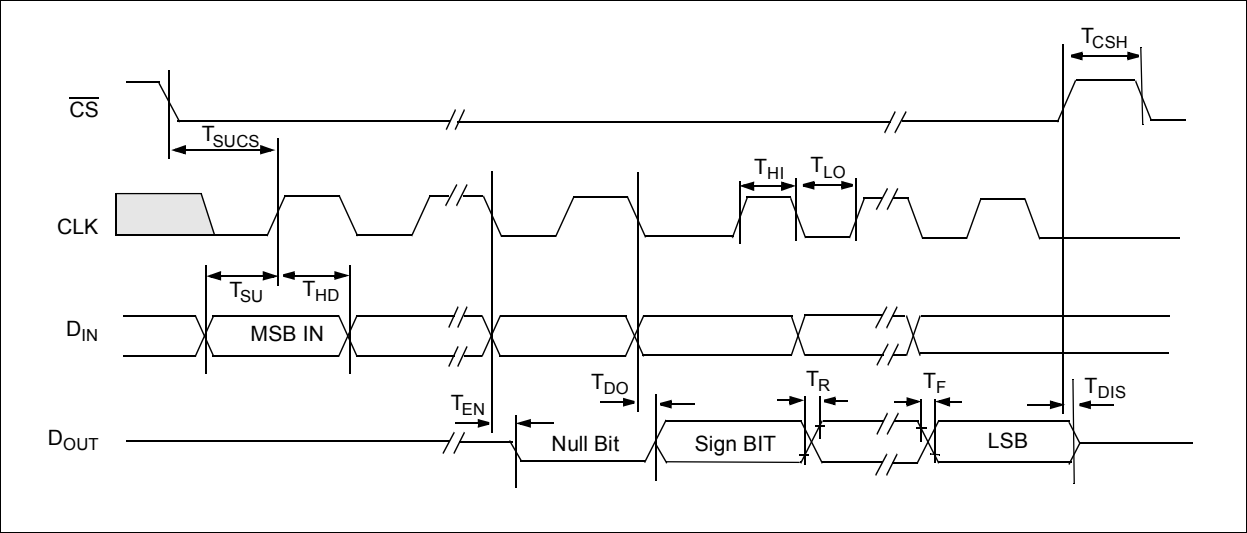 TCSH
CS
TSUCS
THI TLO
CLK
TSU THD
DIN MSB IN
TDO TR TF TDIS
TEN
DOUT Null Bit Sign BIT LSB